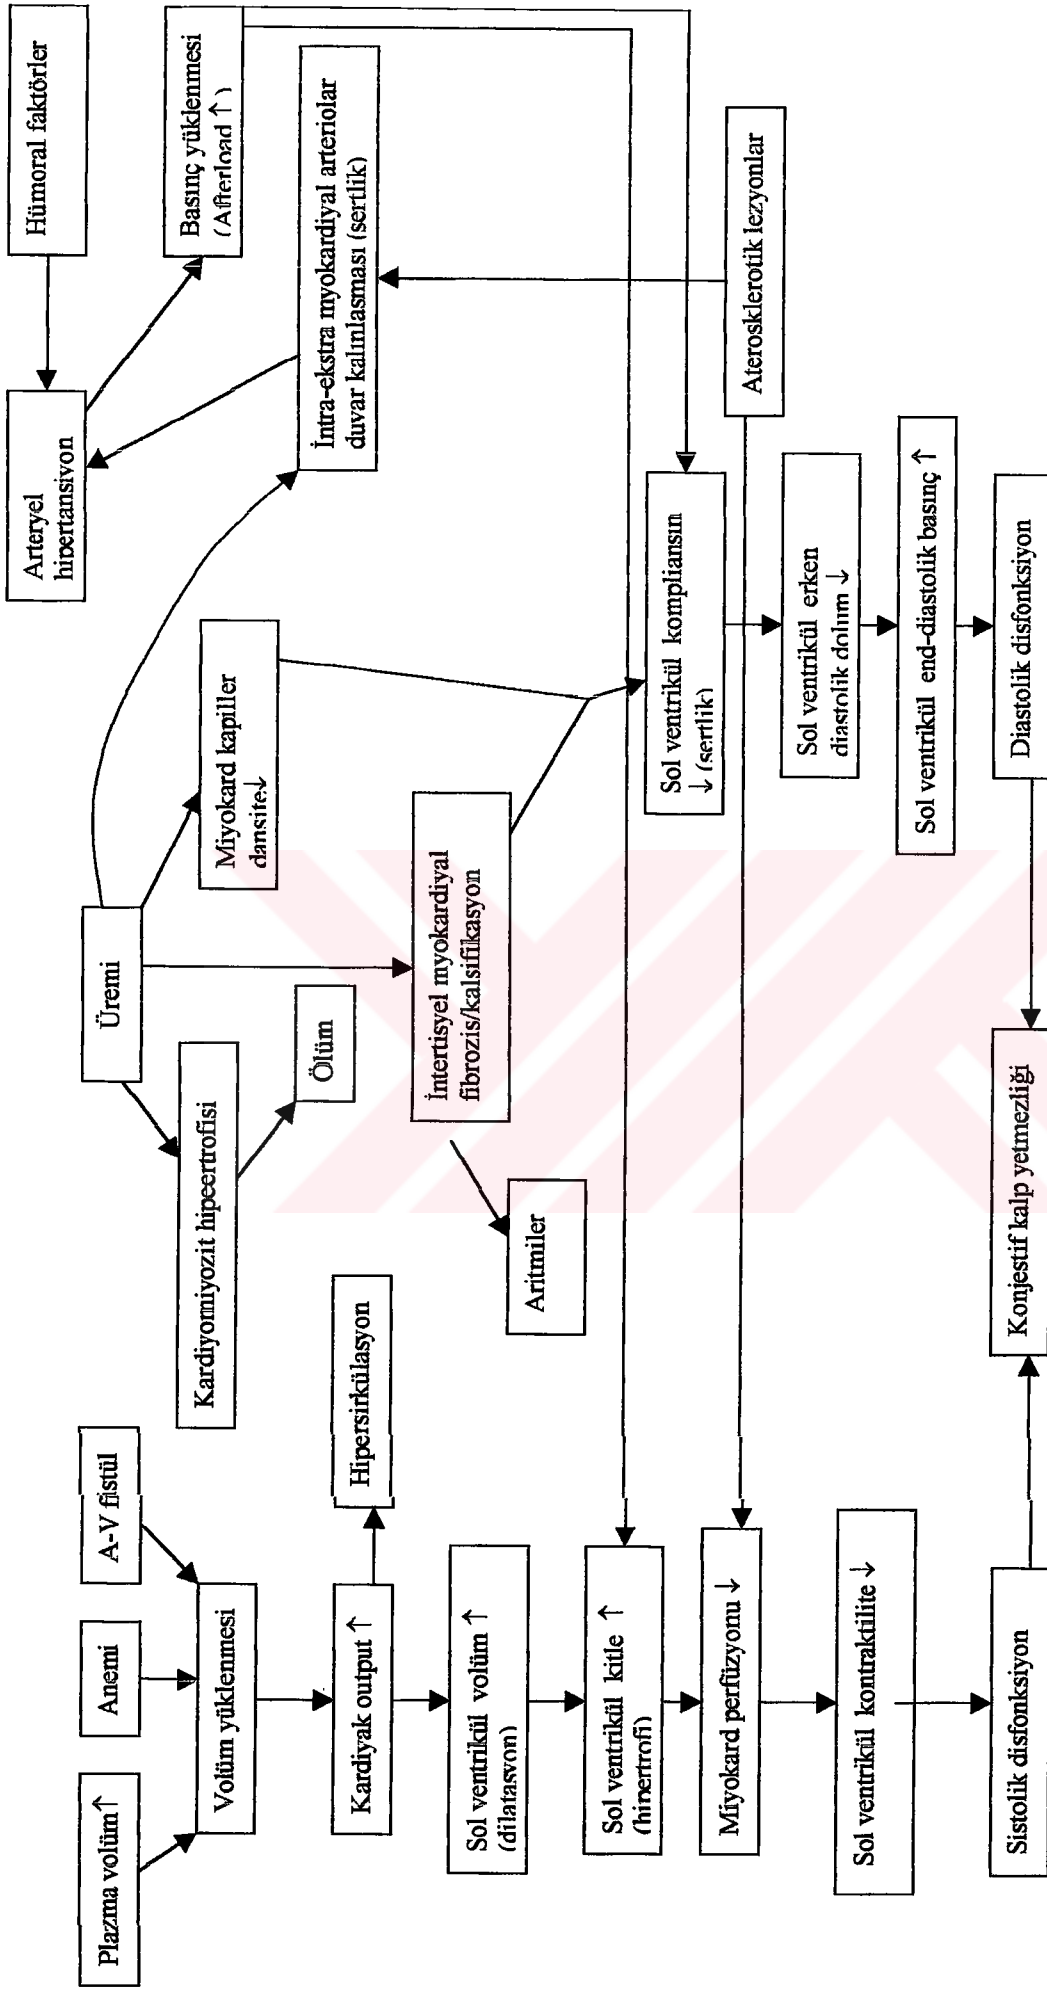 Plazma volüm↑
Anemi
A-V fistül
Üremi
Arteryel
hipertansiyon
Hümoral faktörler
Volüm yüklenmesi
Kardiyomiyozit hipeertrofisi
Miyokard kapiller
dansite↓
Basınç yüklenmesi
(Afterload ↑)
Kardiyak output ↑
Hipersirkülasyon
Ölüm
İntra-ekstra myokardiyal arteriolar
duvar kalınlaşması (sertlik)
Sol ventrikül volüm ↑
(dilatasyon)
Aritmiler
İntertisyel myokardiyal
fibrozis/kalsifikasyon
Sol ventrikül kitle ↑
(hipertrofi)
Sol ventrikül kompliansın
↓ (sertlik)
Miyokard perfüzyonu ↓
Aterosklerotik lezyonlar
Sol ventrikül erken
diastolik dolum ↓
Sol ventrikül kontraktilite ↓
Sol ventrikül end-diastolik basınç ↑
Sistolik disfonksiyon
Konjestif kalp yetmezliği
Diastolik disfonksiyon